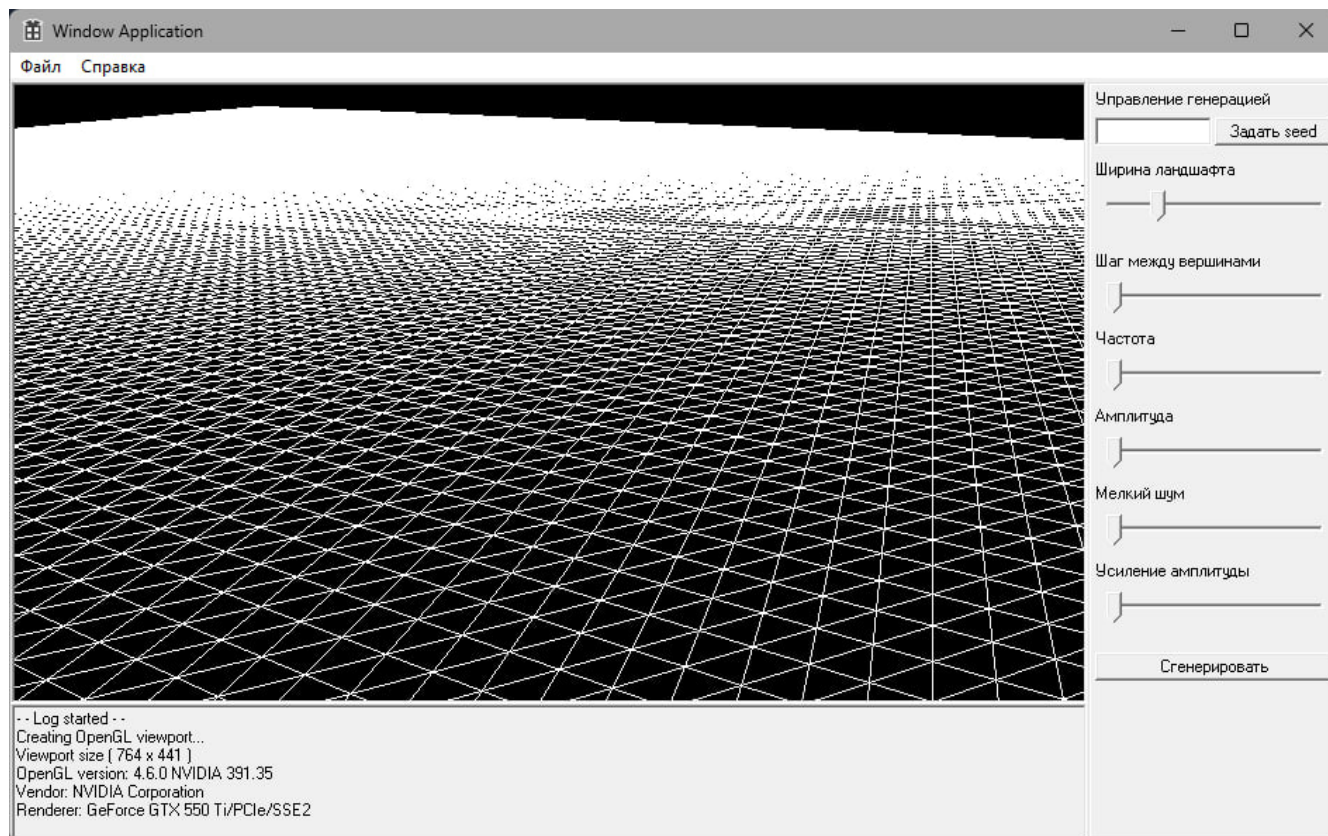 Window Application
Файл Справка
Управление генерацией
Задать seed
Ширина ландшафта
Шаг между вершинами
Частота
Амплитуда
Мелкий шум
Усиление амплитуды
Сгенерировать
- - Log started - -
Creating OpenGL viewport...
Viewport size ( 764 x 441 )
OpenGL version: 4.6.0 NVIDIA 391.35
Vendor: NVIDIA Corporation
Renderer: GeForce GTX 550 Ti/PCIe/SSE2